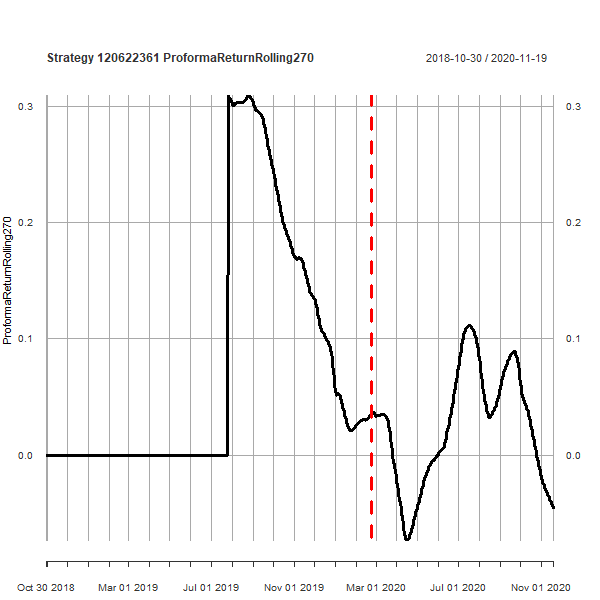 Strategy 120622361 ProformaReturnRolling270
2018-10-30 / 2020-11-19
0.3
0.3
0.2
0.2
ProformaReturnRolling270
0.1
0.1
0.0
0.0
Oct 30 2018
Mar 01 2019
Jul 01 2019
Nov 01 2019
Mar 01 2020
Jul 01 2020
Nov 01 2020